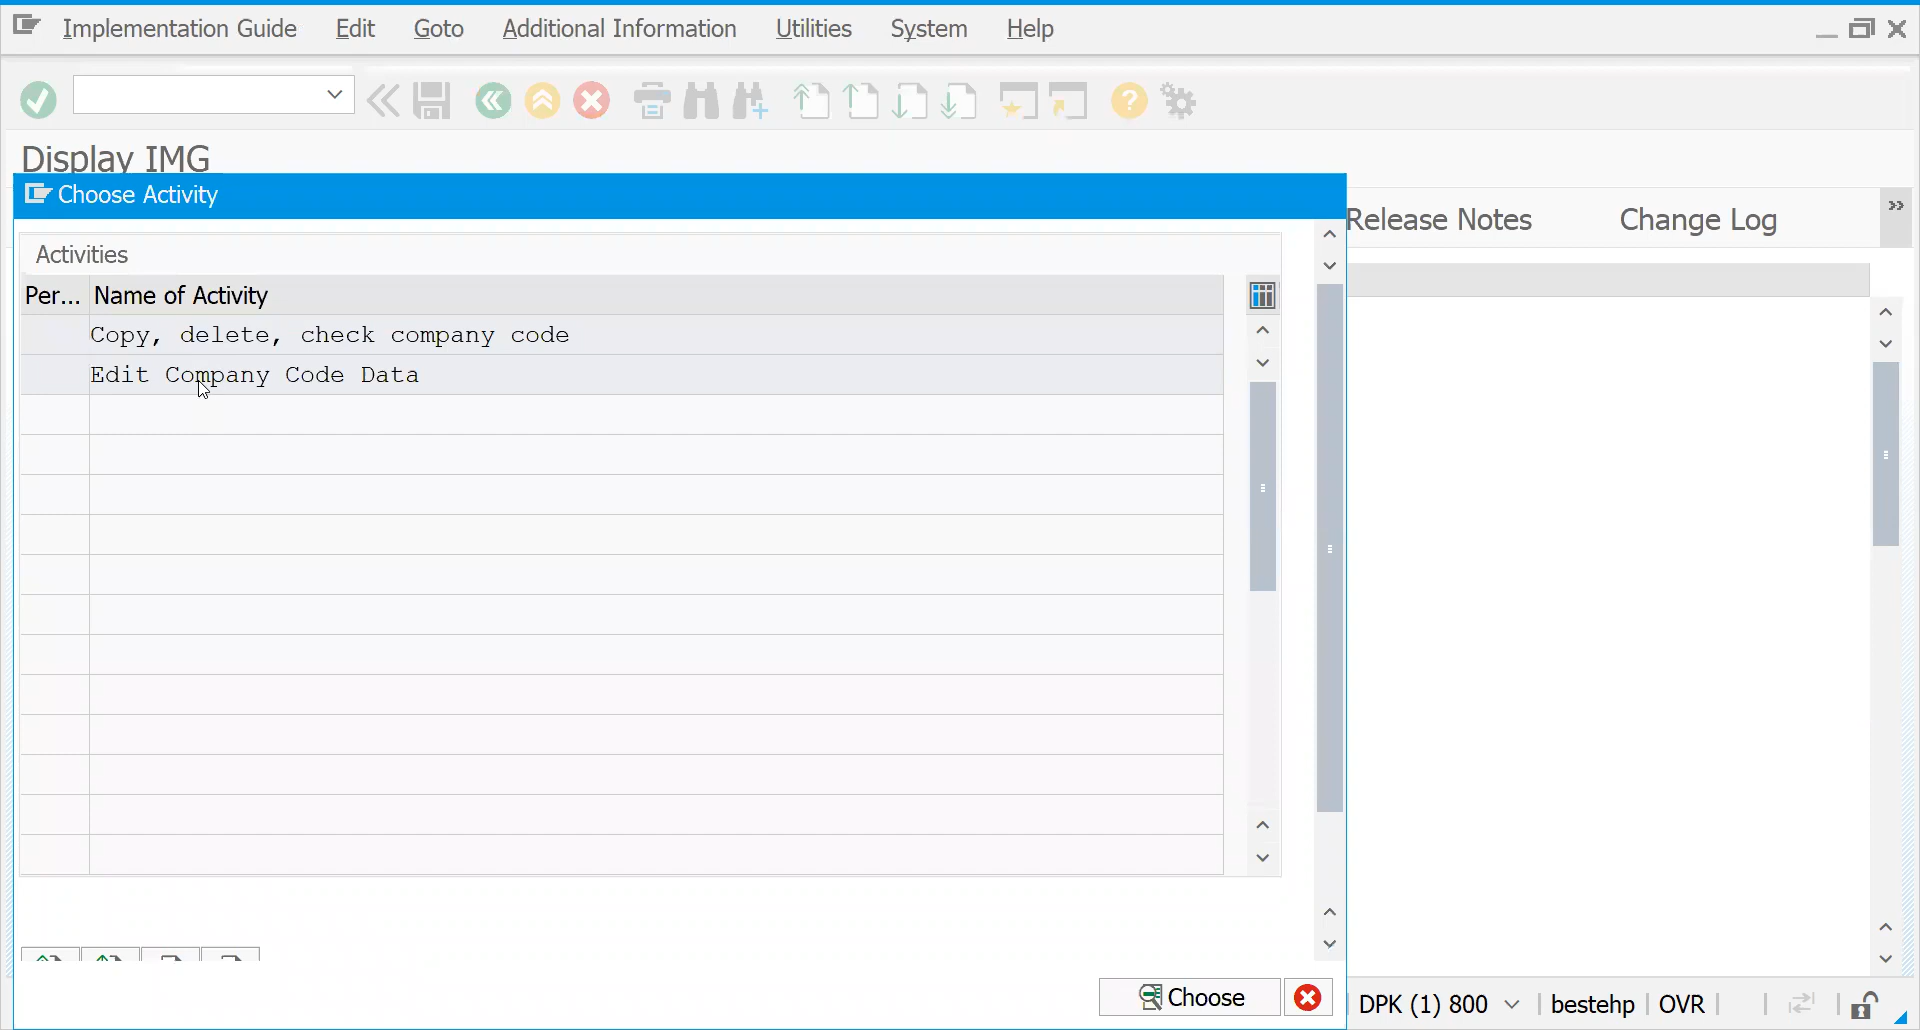 Implementation Guide Edit Goto Additional Information Utilities System Help
Display IMG
Choose Activity
Release Notes Change Log
Activities
Per... Name of Activity
Copy, delete, check company code
Edit Company Code Data
Choose
DPK (1) 800 bestehp OVR